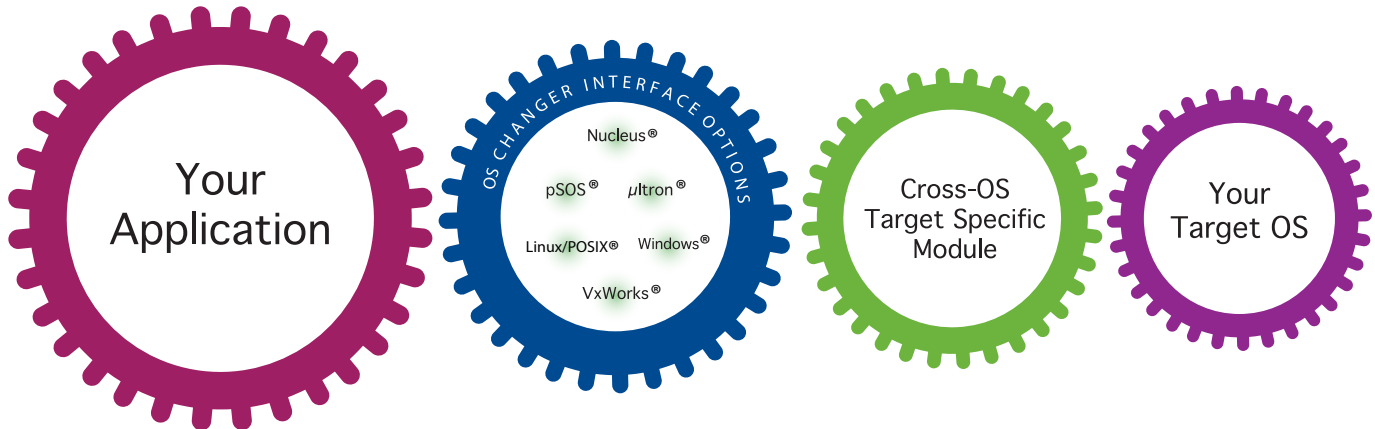 Your
Application
OS CHANGER INTERFACE OPTIONS
Nucleus®
pSOS® µItron®
Linux/POSIX® Windows®
VxWorks®
Cross-OS
Target Specific
Module
Your
Target OS